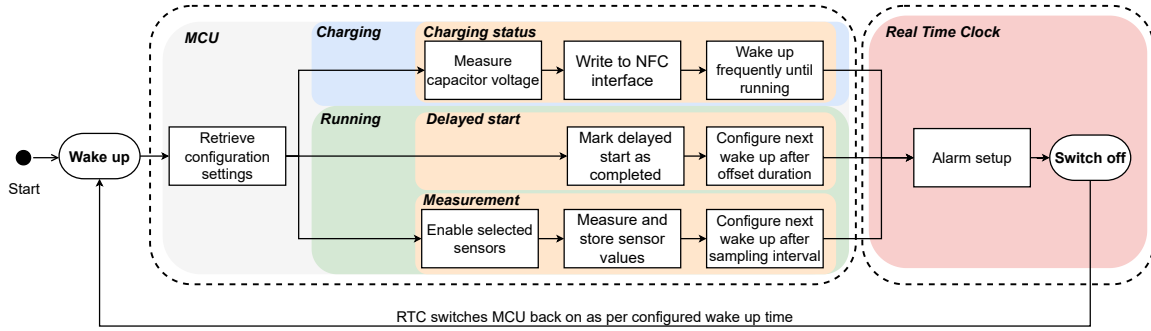 MCU
Charging
Charging status
Real Time Clock
Measure
capacitor voltage
Write to NFC
interface
Wake up
frequently until
running
Running
Delayed start
Start
Wake up
Retrieve
configuration
settings
Mark delayed
start as
completed
Configure next
wake up after
offset duration
Alarm setup
Switch off
Measurement
Enable selected
sensors
Measure and
store sensor
values
Configure next
wake up after
sampling interval
RTC switches MCU back on as per configured wake up time